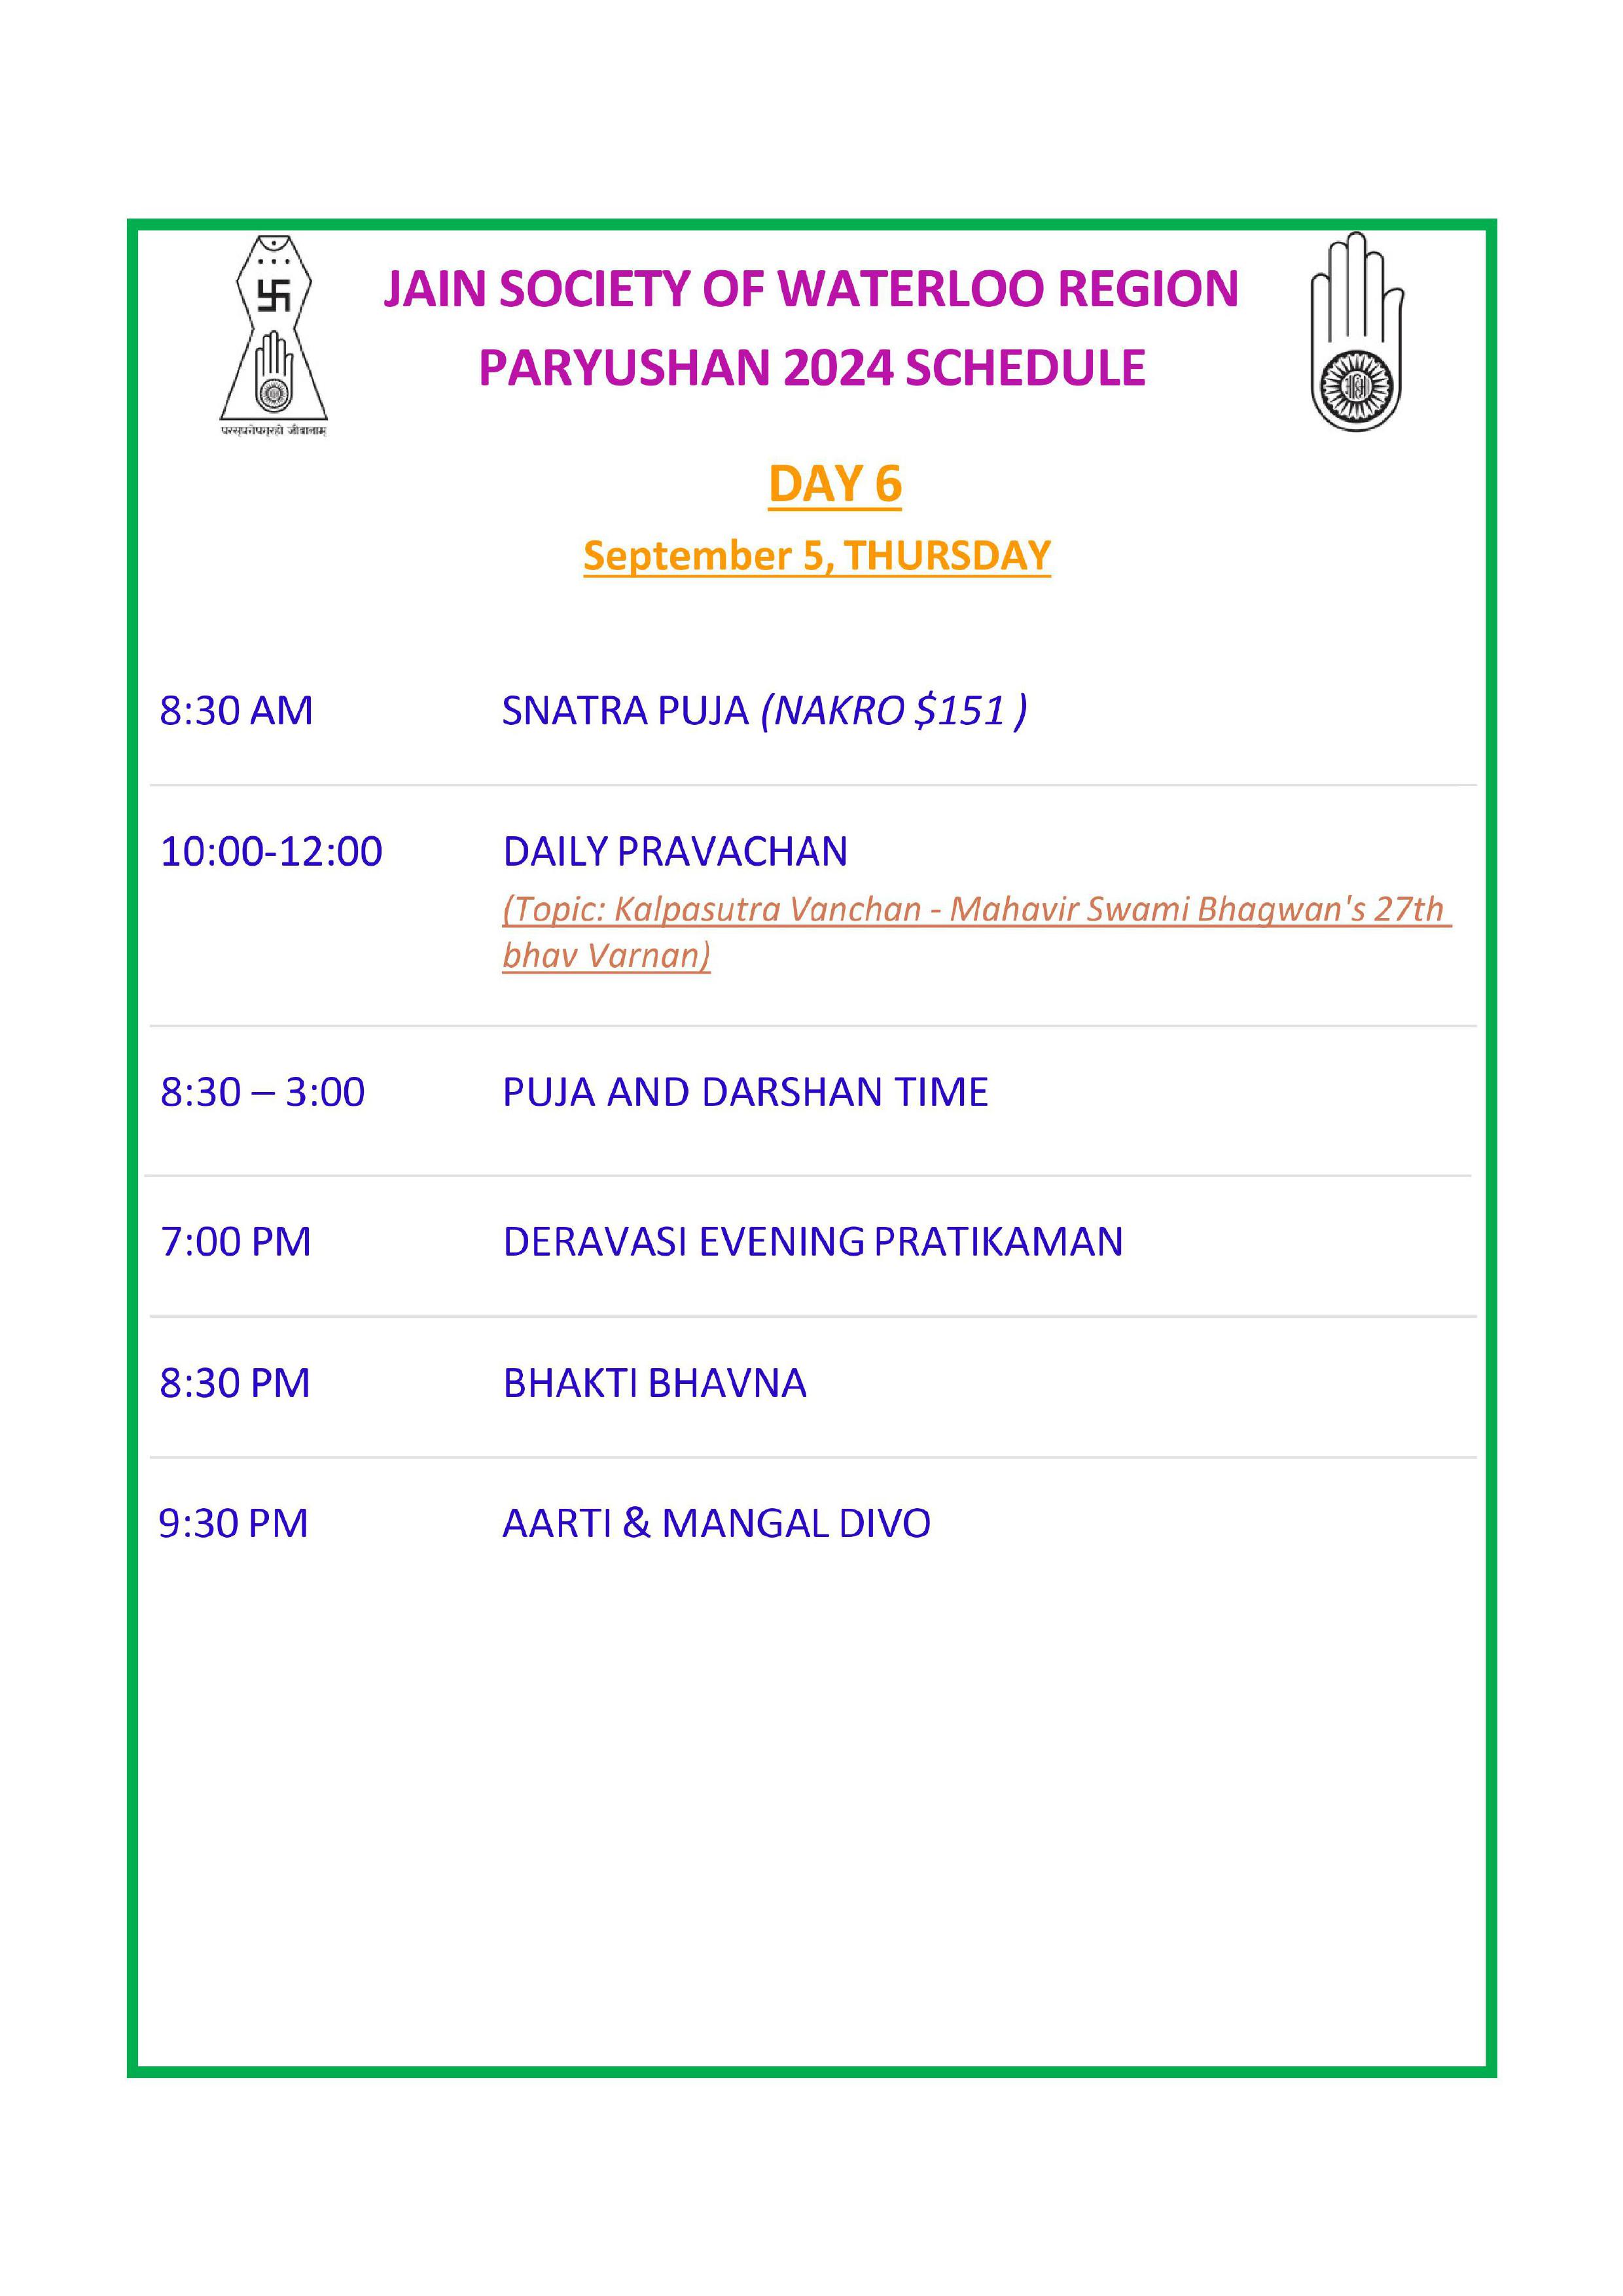 JAIN SOCIETY OF WATERLOO REGION
PARYUSHAN 2024 SCHEDULE
परस्परोपग्रहो जीवानाम्
DAY 6
September 5, THURSDAY
8:30 AM SNATRA PUJA (NAKRO $151 )
10:00-12:00 DAILY PRAVACHAN
(Topic: Kalpasutra Vanchan - Mahavir Swami Bhagwan's 27th
bhav Varnan)
8:30 – 3:00 PUJA AND DARSHAN TIME
7:00 PM DERAVASI EVENING PRATIKAMAN
8:30 PM BHAKTI BHAVNA
9:30 PM AARTI & MANGAL DIVO